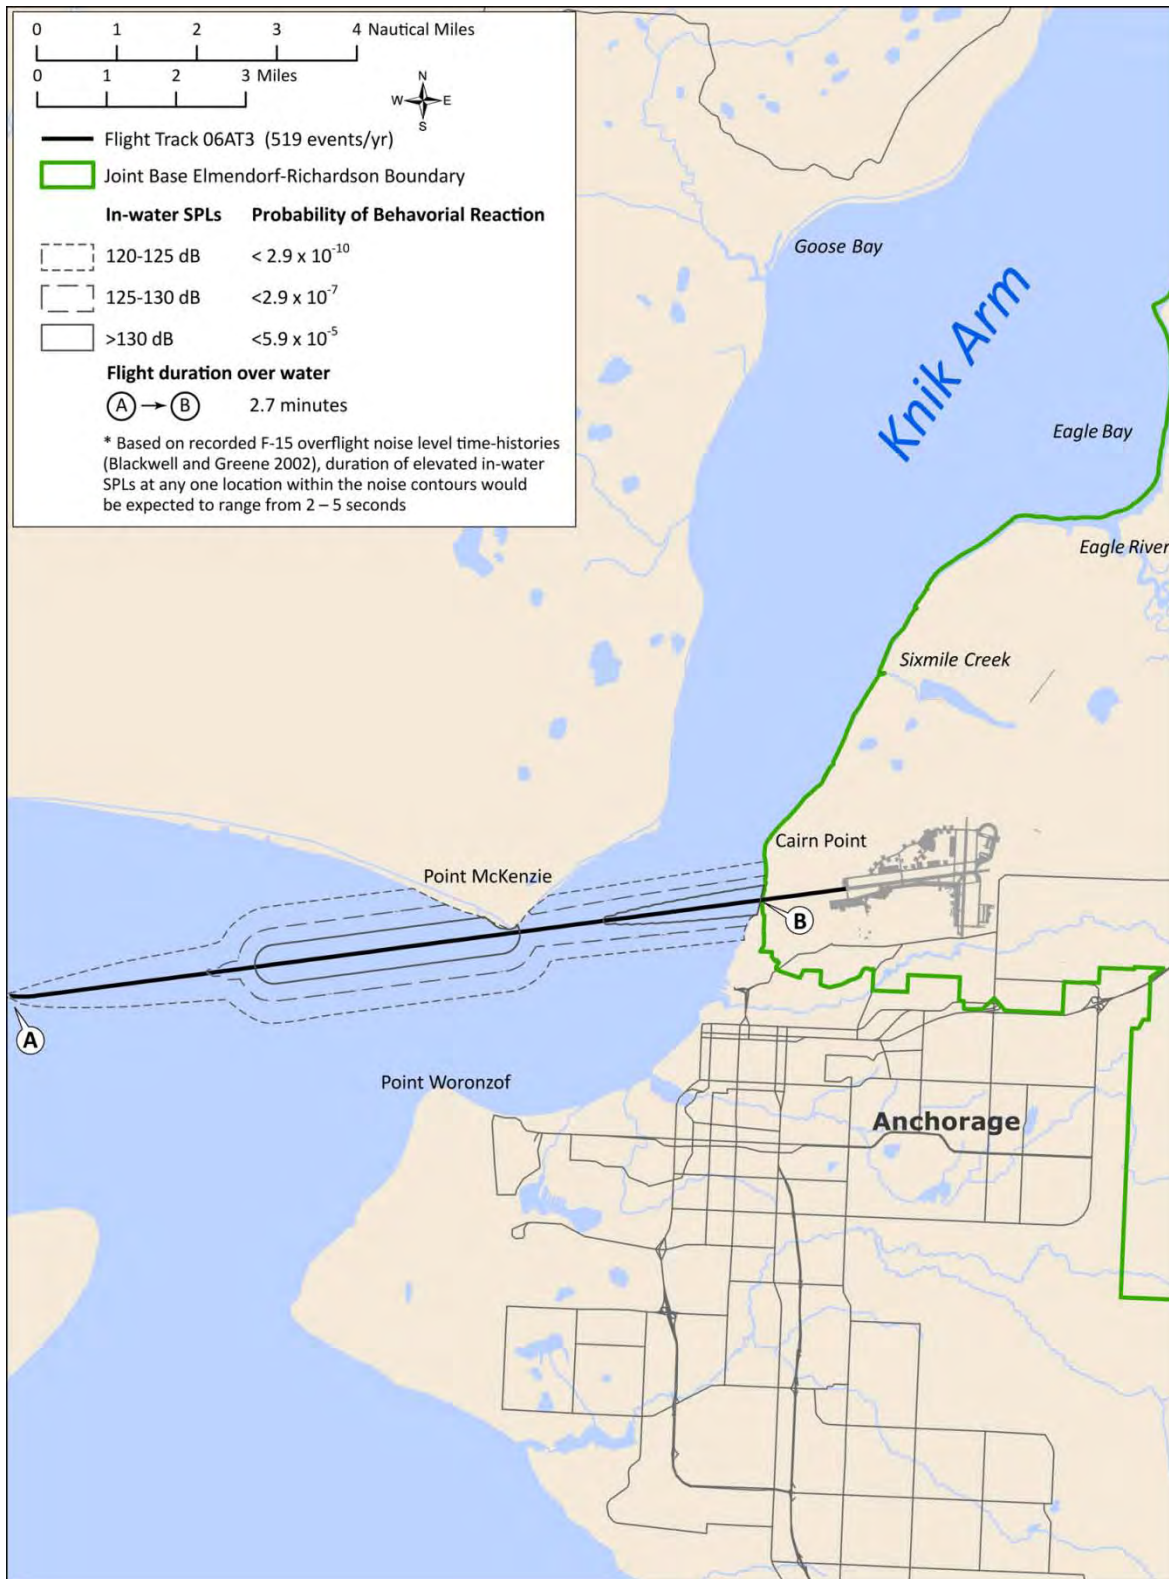 0 1 2 3 4 Nautical Miles
0 1 2 3 Miles
N
W E
S
Flight Track 06AT3 (519 events/yr)
Joint Base Elmendorf-Richardson Boundary
In-water SPLs Probability of Behavorial Reaction
120-125 dB < 2.9 x 10-10
125-130 dB <2.9 x 10-7
>130 dB <5.9 x 10-5
Flight duration over water
A → B 2.7 minutes
* Based on recorded F-15 overflight noise level time-histories
(Blackwell and Greene 2002), duration of elevated in-water
SPLs at any one location within the noise contours would
be expected to range from 2 – 5 seconds
Goose Bay
Knik Arm
Eagle Bay
Eagle River
Sixmile Creek
Cairn Point
Point McKenzie
B
A
Point Woronzof
Anchorage